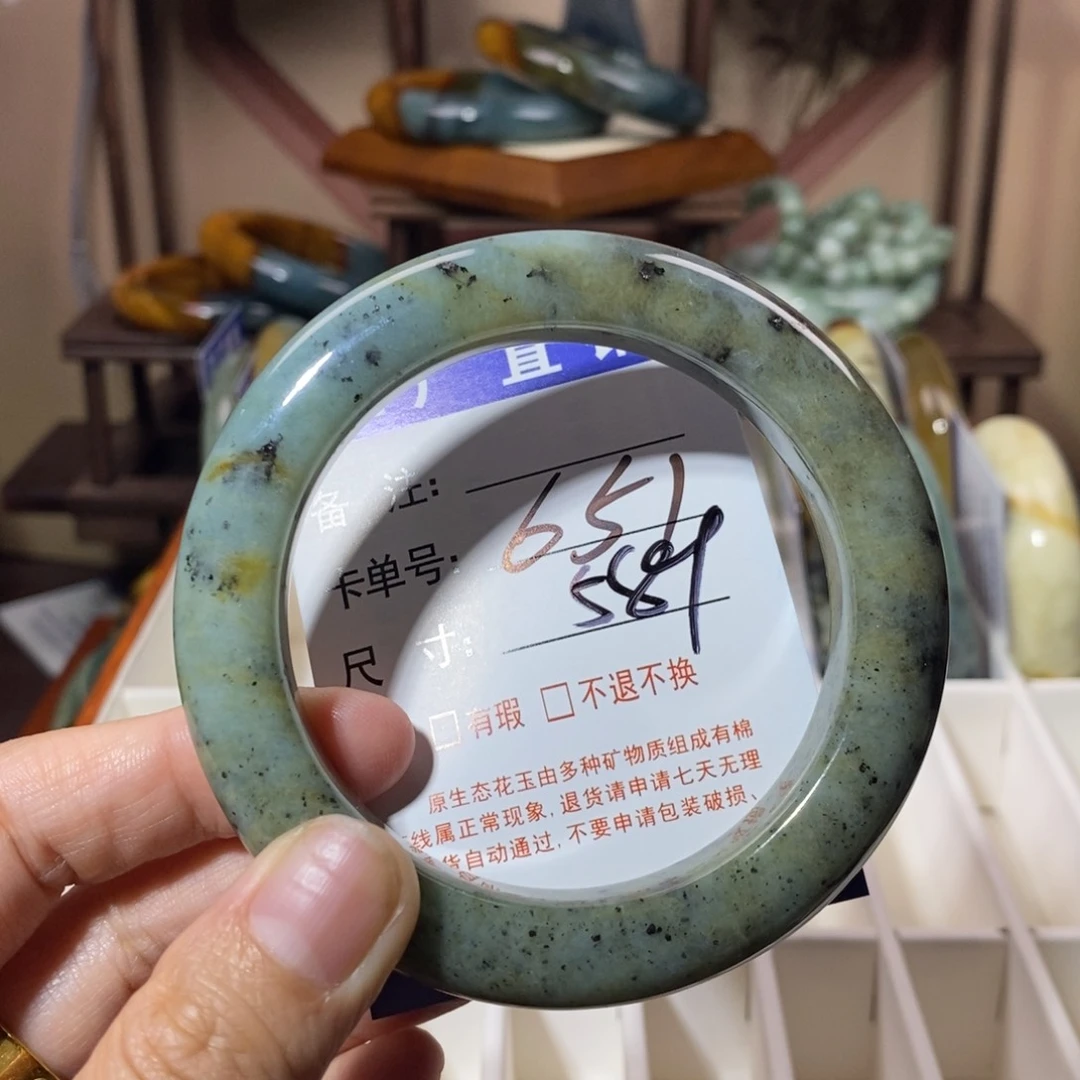 直
备 注:
651
卡单号:
589
尺 寸:
□有瑕 □不退不换
原生态花玉由多种矿物质组成有棉
线属正常现象,退货请申请七天无理
货自动通过,不要申请包装破损、